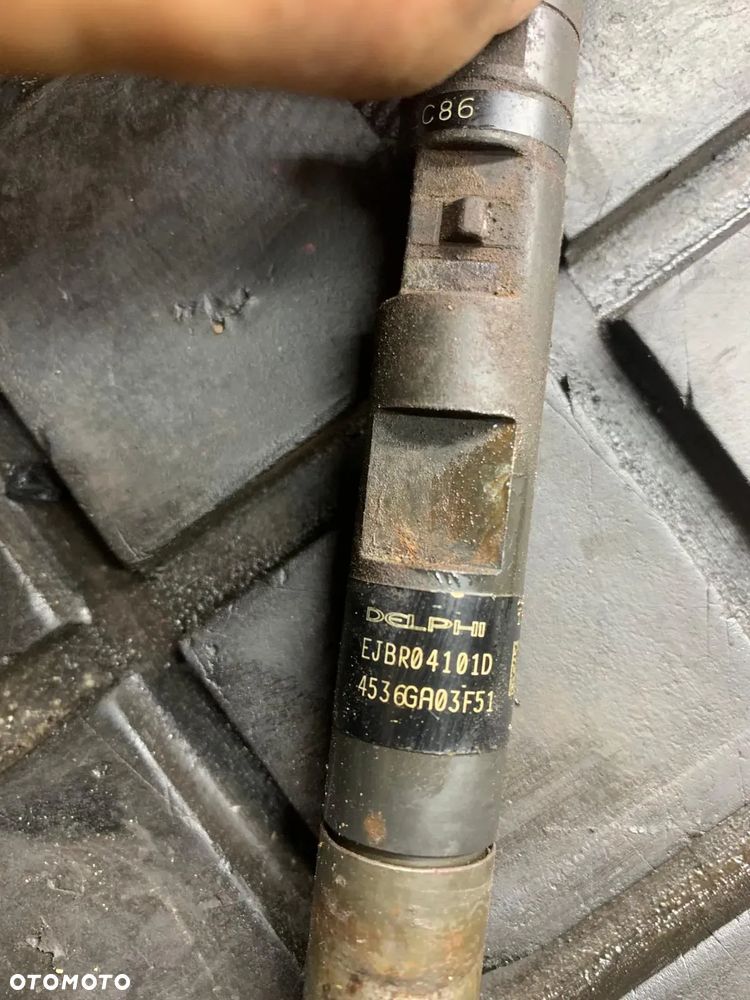 C86
DELPHI
EJBR04101D
4536GA03F51
OTOMOTO